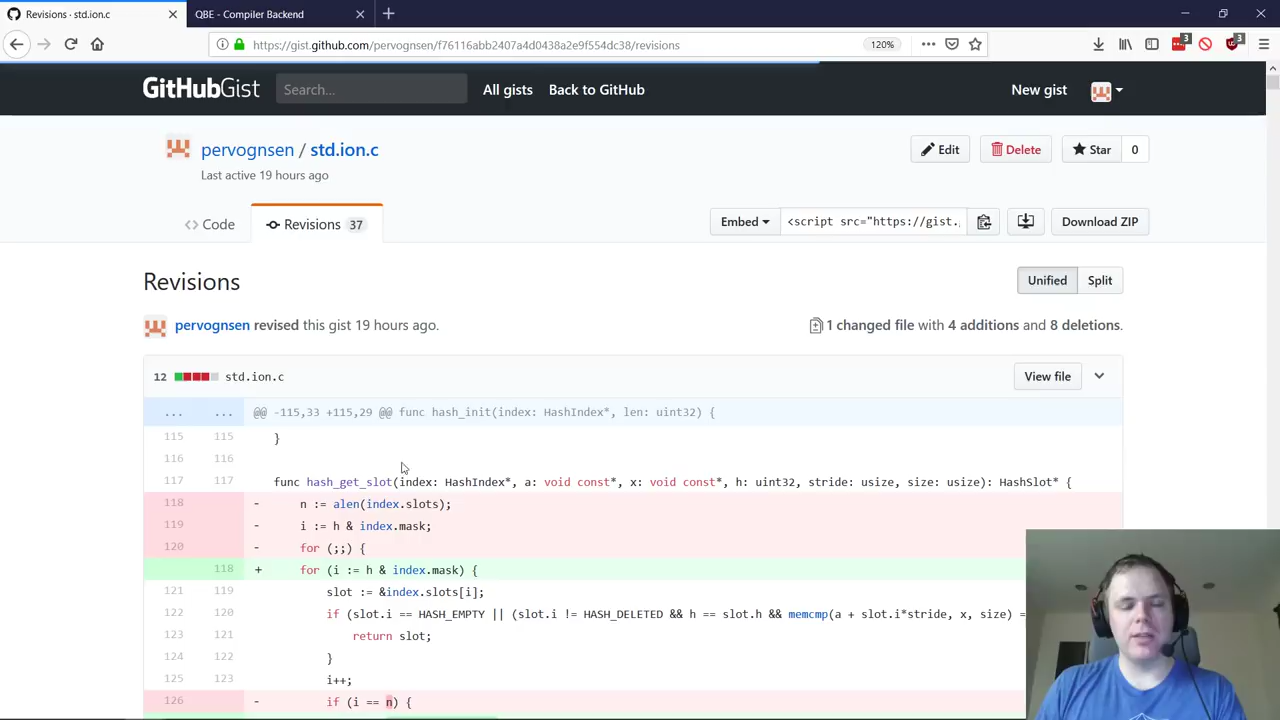 Revisions · std.ion.c
QBE - Compiler Backend
https://gist.github.com/pervognsen/f76116abb2407a4d0438a2e9f554dc38/revisions
120%
3
3
GitHubGist
Search...
All gists
Back to GitHub
New gist
pervognsen / std.ion.c
Last active 19 hours ago
Edit
Delete
Star
0
Code
Revisions 37
Embed
<script src="https://gist.
Download ZIP
Revisions
Unified
Split
pervognsen revised this gist 19 hours ago.
1 changed file with 4 additions and 8 deletions.
12 std.ion.c
View file
... ... @@ -115,33 +115,29 @@ func hash_init(index: HashIndex*, len: uint32) {
115 115 }
116 116
117 117 func hash_get_slot(index: HashIndex*, a: void const*, x: void const*, h: uint32, stride: usize, size: usize): HashSlot* {
118 - n := alen(index.slots);
119 - i := h & index.mask;
120 - for (;;) {
118 + for (i := h & index.mask) {
121 119 slot := &index.slots[i];
122 120 if (slot.i == HASH_EMPTY || (slot.i != HASH_DELETED && h == slot.h && memcmp(a + slot.i*stride, x, size) =
123 121 return slot;
124 122 }
125 123 i++;
126 - if (i == n) {